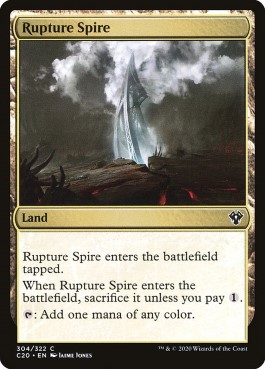 Rupture Spire
Land
Rupture Spire enters the battlefield
tapped.
When Rupture Spire enters the
battlefield, sacrifice it unless you pay 1.
: Add one mana of any color.
304/322 C
C20 • EN JAIME JONES
™ & © 2020 Wizards of the Coast